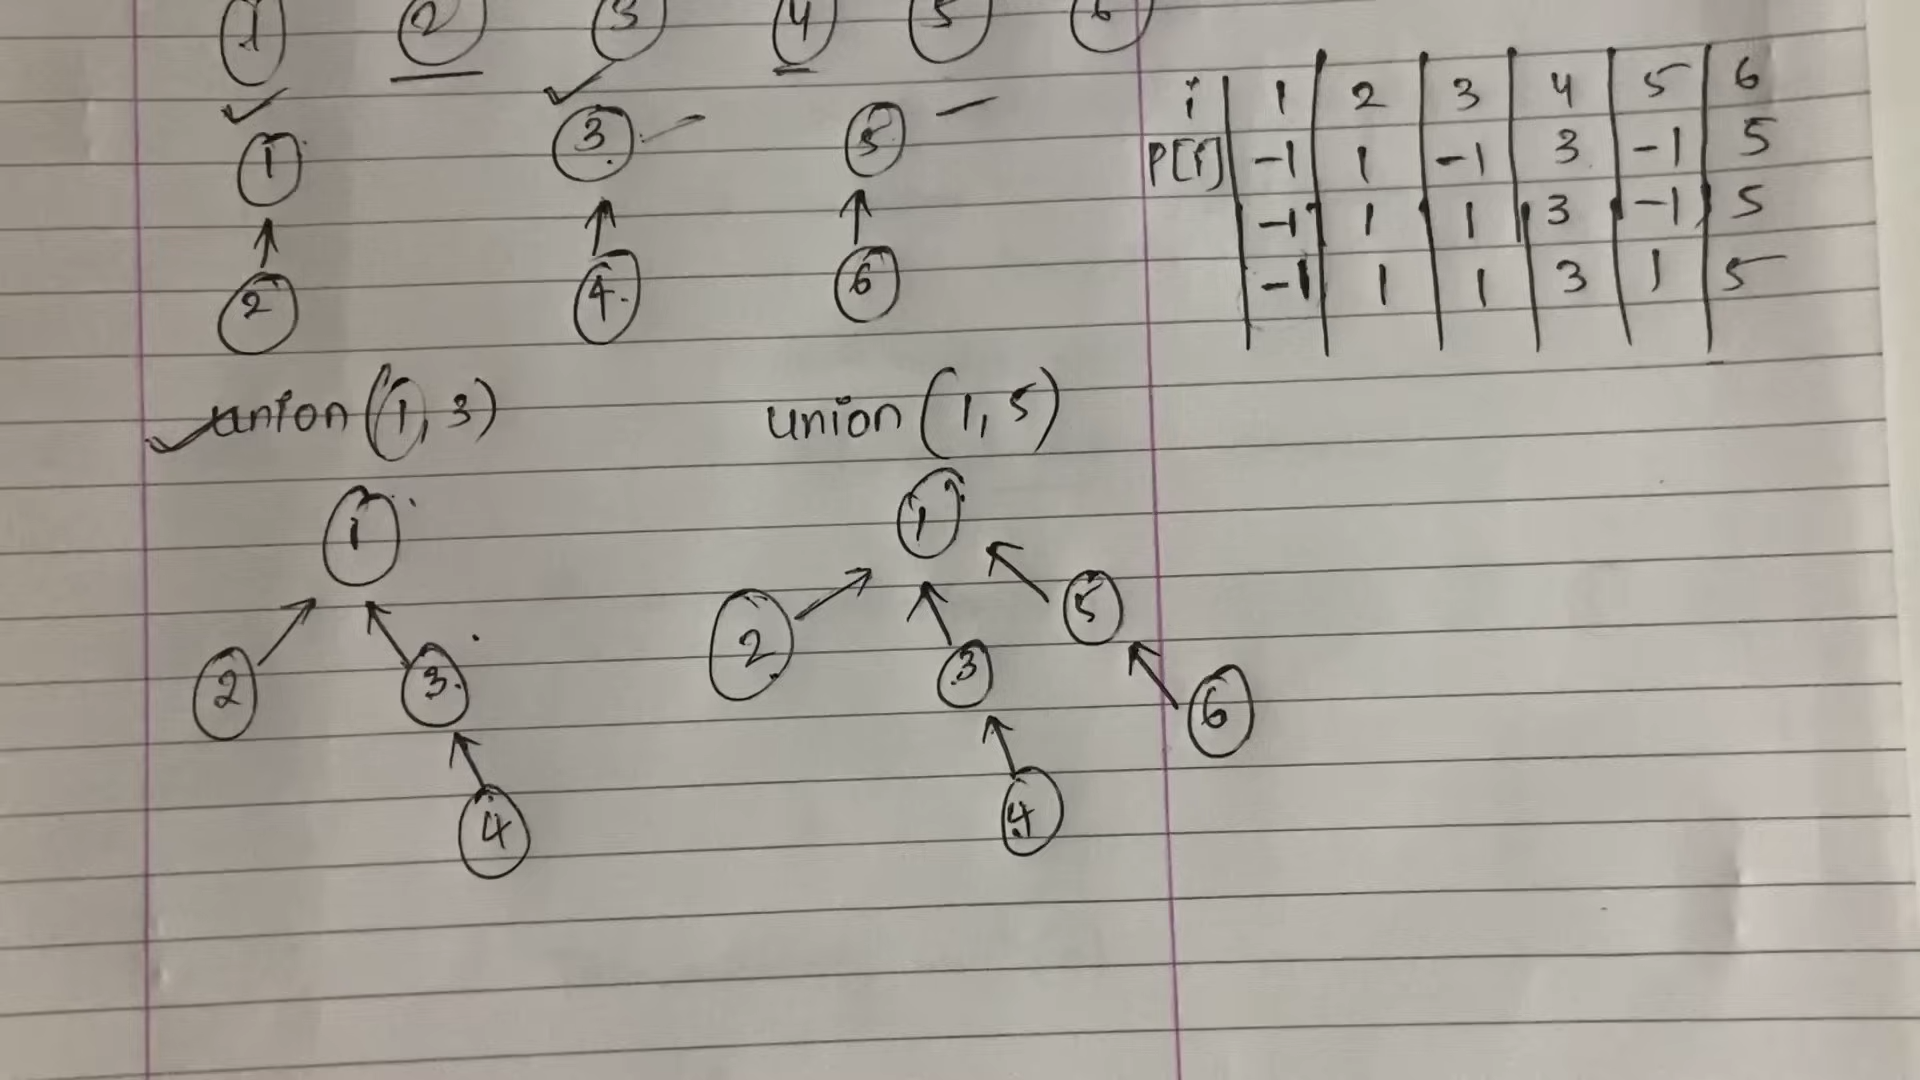 1 2 3 4 5 6
i 1 2 3 4 5 6
P[i] -1 1 -1 3 -1 5
-1 1 1 3 -1 5
-1 1 1 3 1 5
1 3 5
2 4 6
union (1, 3) union (1, 5)
1 1
2 3 2 3 5
6
4 4